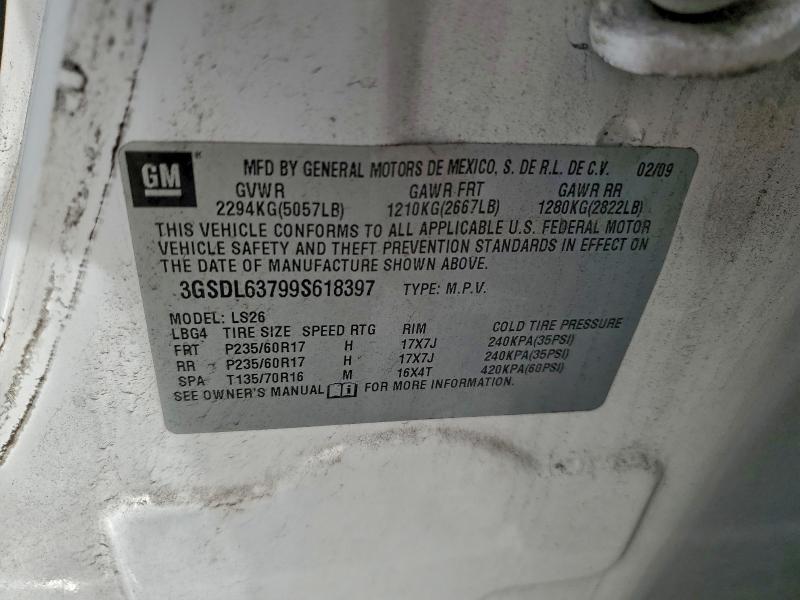 GM
MFD BY GENERAL MOTORS DE MEXICO, S. DE R.L. DE C.V. 02/09
GVWR GAWR FRT GAWR RR
2294KG(5057LB) 1210KG(2667LB) 1280KG(2822LB)
THIS VEHICLE CONFORMS TO ALL APPLICABLE U.S. FEDERAL MOTOR
VEHICLE SAFETY AND THEFT PREVENTION STANDARDS IN EFFECT ON
THE DATE OF MANUFACTURE SHOWN ABOVE.
3GSDL63799S618397 TYPE: M.P.V.
MODEL: LS26
LBG4 TIRE SIZE SPEED RTG RIM COLD TIRE PRESSURE
FRT P235/60R17 H 17X7J 240KPA(35PSI)
RR P235/60R17 H 17X7J 240KPA(35PSI)
SPA T135/70R16 M 16X4T 420KPA(60PSI)
SEE OWNER'S MANUAL FOR MORE INFORMATION.